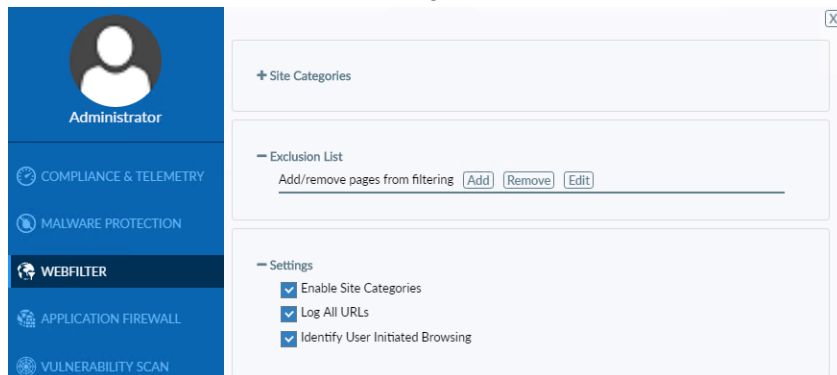 X
Administrator
COMPLIANCE & TELEMETRY
MALWARE PROTECTION
WEBFILTER
APPLICATION FIREWALL
VULNERABILITY SCAN
+ Site Categories
− Exclusion List
Add/remove pages from filtering Add Remove Edit
− Settings
Enable Site Categories
Log All URLs
Identify User Initiated Browsing